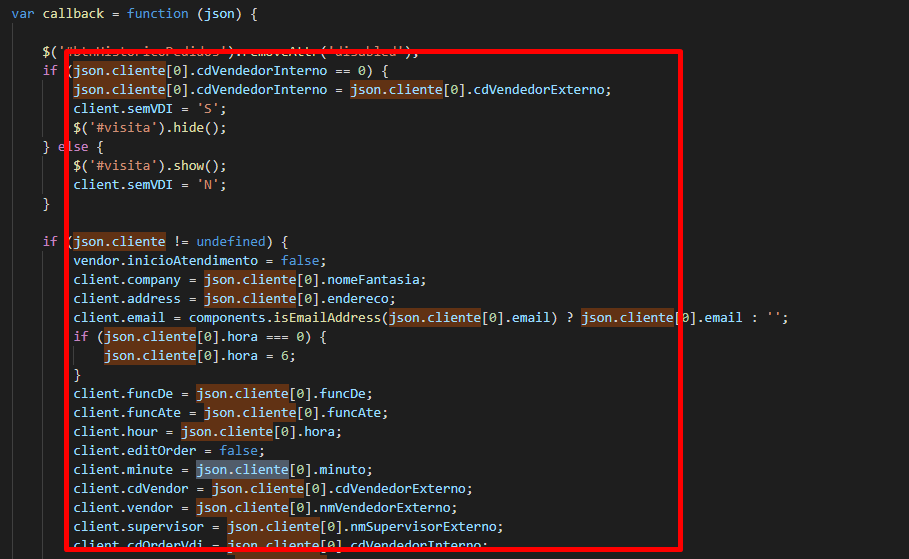 var callback = function (json) {
$('#btnHistoricoPedidos').removeAttr('disabled');
if (json.cliente[0].cdVendedorInterno == 0) {
json.cliente[0].cdVendedorInterno = json.cliente[0].cdVendedorExterno;
client.semVDI = 'S';
$('#visita').hide();
} else {
$('#visita').show();
client.semVDI = 'N';
}
if (json.cliente != undefined) {
vendor.inicioAtendimento = false;
client.company = json.cliente[0].nomeFantasia;
client.address = json.cliente[0].endereco;
client.email = components.isEmailAddress(json.cliente[0].email) ? json.cliente[0].email : '';
if (json.cliente[0].hora === 0) {
json.cliente[0].hora = 6;
}
client.funcDe = json.cliente[0].funcDe;
client.funcAte = json.cliente[0].funcAte;
client.hour = json.cliente[0].hora;
client.editOrder = false;
client.minute = json.cliente[0].minuto;
client.cdVendor = json.cliente[0].cdVendedorExterno;
client.vendor = json.cliente[0].nmVendedorExterno;
client.supervisor = json.cliente[0].nmSupervisorExterno;
client.cdOrderVdi = json.cliente[0].cdVendedorInterno;